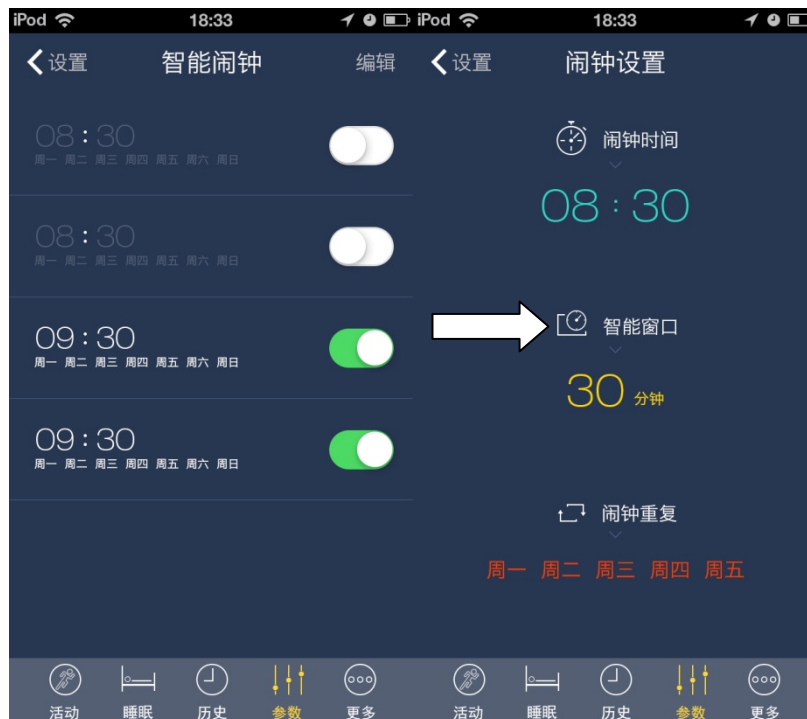 iPod 18:33
设置 智能闹钟 编辑
08:30
周一 周二 周三 周四 周五 周六 周日
08:30
周一 周二 周三 周四 周五 周六 周日
09:30
周一 周二 周三 周四 周五 周六 周日
09:30
周一 周二 周三 周四 周五 周六 周日
活动 睡眠 历史 参数 更多
iPod 18:33
设置 闹钟设置
闹钟时间
08:30
智能窗口
30 分钟
闹钟重复
周一 周二 周三 周四 周五
活动 睡眠 历史 参数 更多